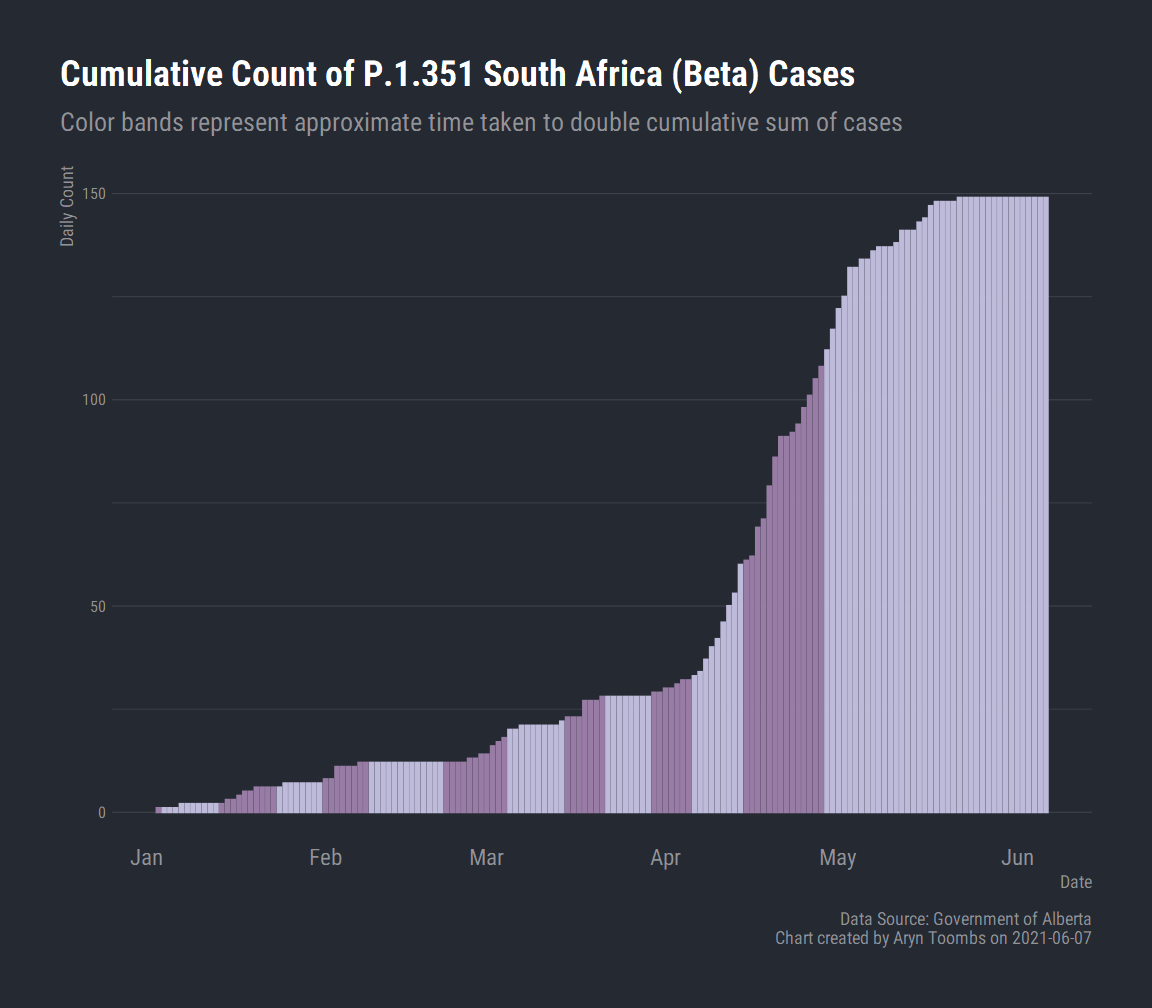 Cumulative Count of P.1.351 South Africa (Beta) Cases
Color bands represent approximate time taken to double cumulative sum of cases
Daily Count
150
100
50
0
Jan Feb Mar Apr May Jun
Date
Data Source: Government of Alberta
Chart created by Aryn Toombs on 2021-06-07